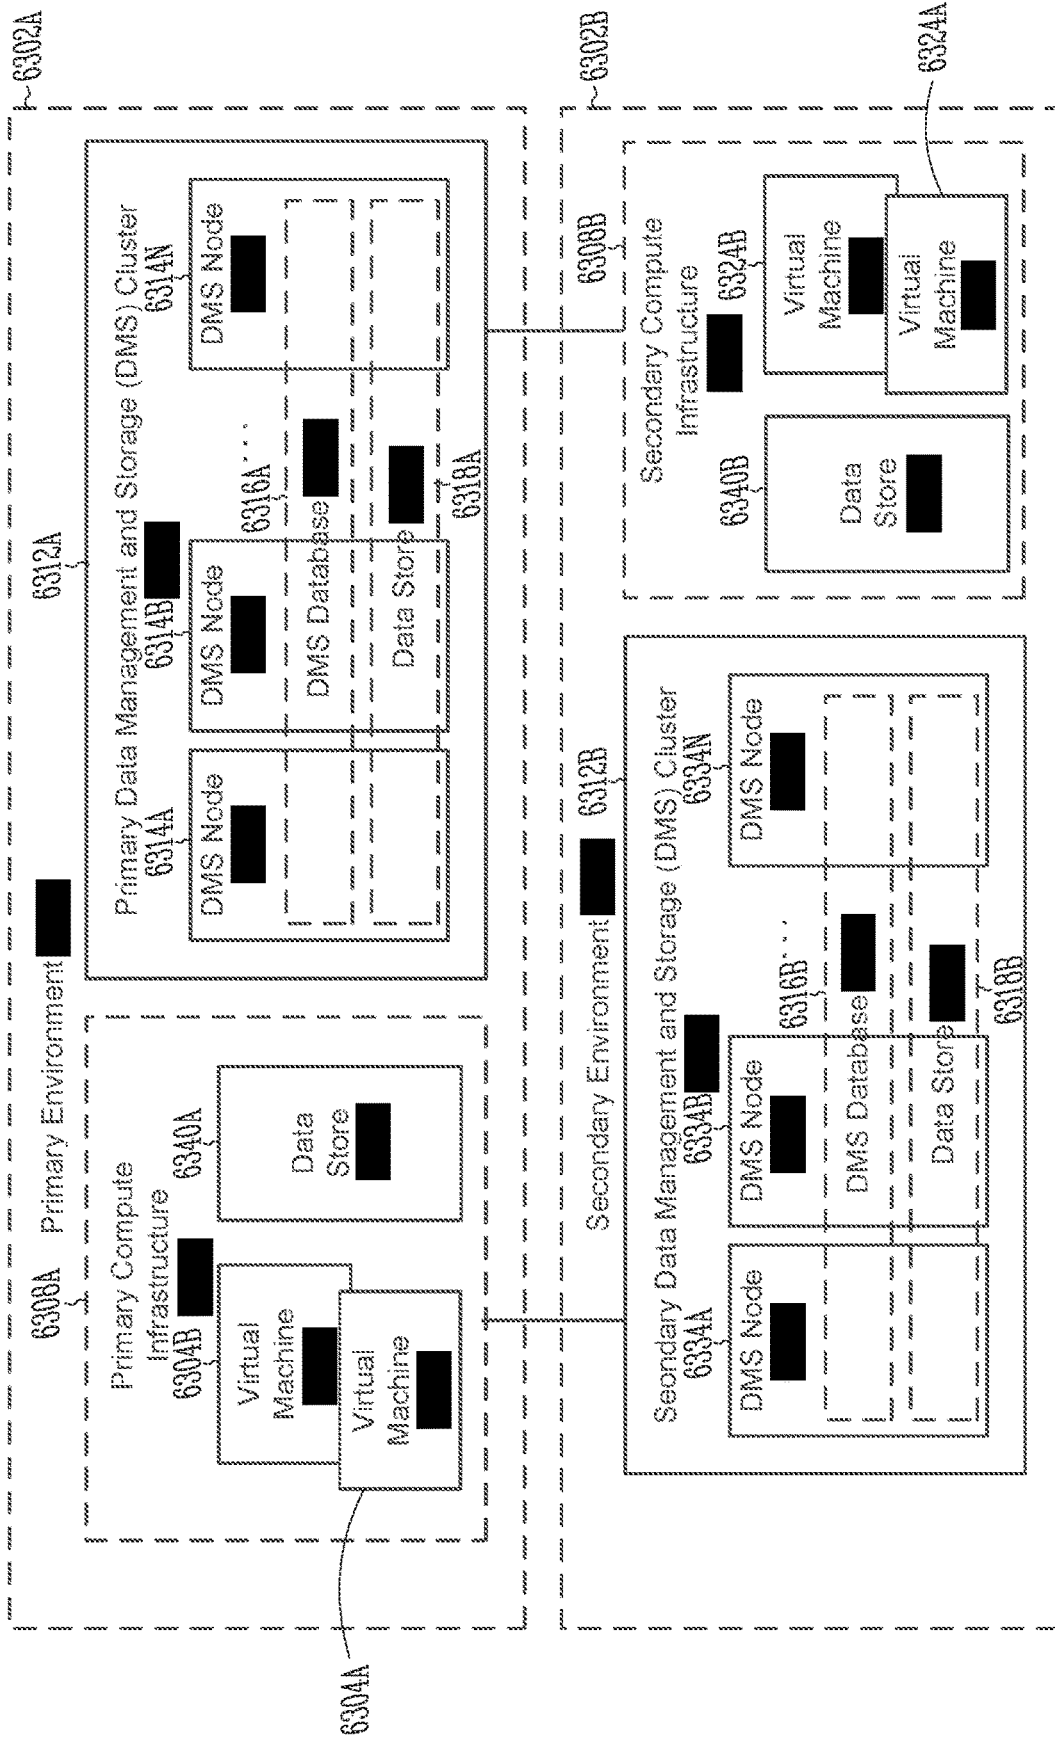 6302A
Primary Environment
6308A
6312A
Primary Compute
Infrastructure
6304B
Virtual
Machine
Virtual
Machine
6304A
6340A
Data
Store
Primary Data Management and Storage (DMS) Cluster
6314A
DMS Node
6314B
DMS Node
6314N
DMS Node
6316A
...
DMS Database
Data Store
6318A
6302B
Secondary Environment
6312B
6308B
Seondary Data Management and Storage (DMS) Cluster
6334A
DMS Node
6334B
DMS Node
6334N
DMS Node
6316B
...
DMS Database
Data Store
6318B
Secondary Compute
Infrastructure
6340B
Data
Store
6324B
Virtual
Machine
Virtual
Machine
6324A